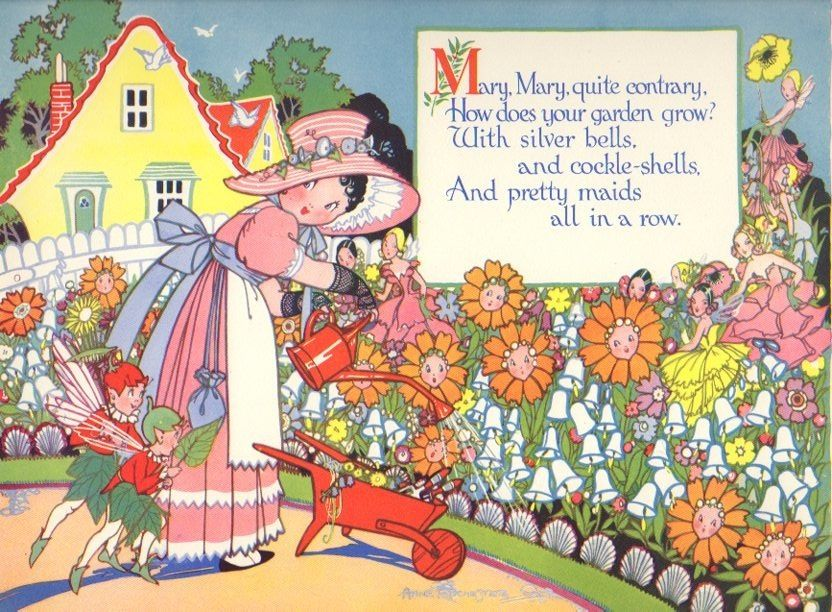 Mary, Mary, quite contrary,
How does your garden grow?
With silver bells,
and cockle-shells,
And pretty maids
all in a row.